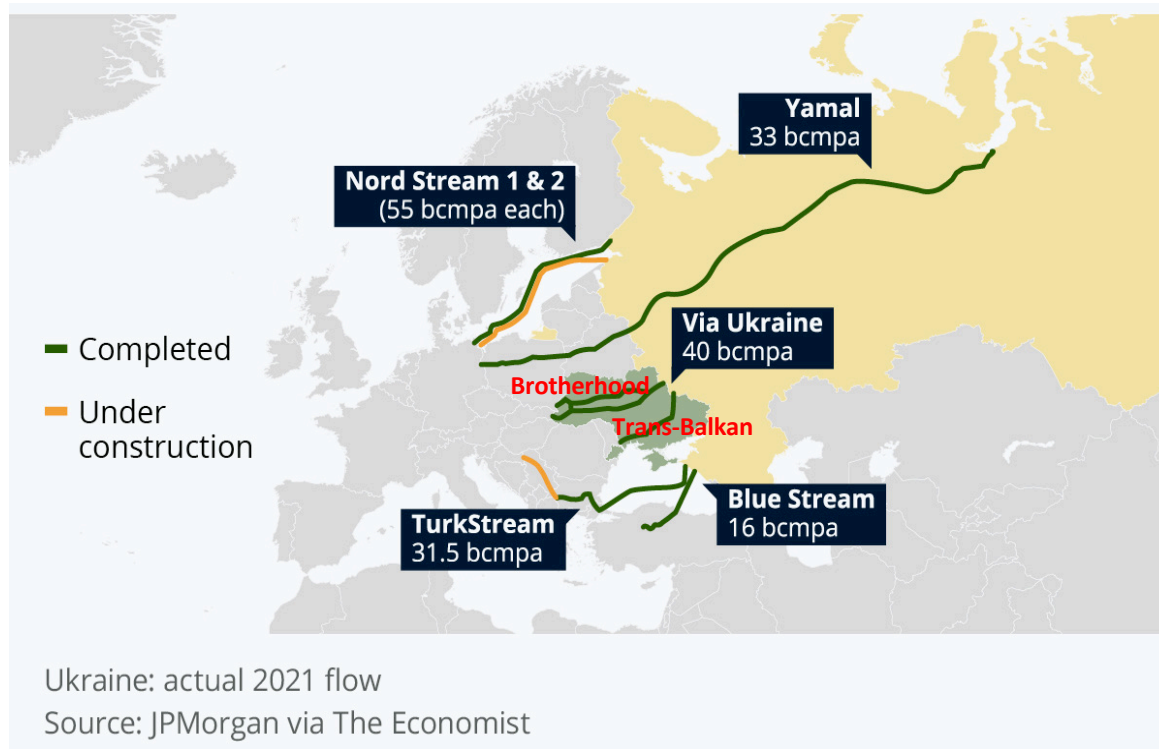 Yamal
33 bcmpa
Nord Stream 1 & 2
(55 bcmpa each)
Via Ukraine
40 bcmpa
Completed
Under
construction
Brotherhood
Trans-Balkan
TurkStream
31.5 bcmpa
Blue Stream
16 bcmpa
Ukraine: actual 2021 flow
Source: JPMorgan via The Economist